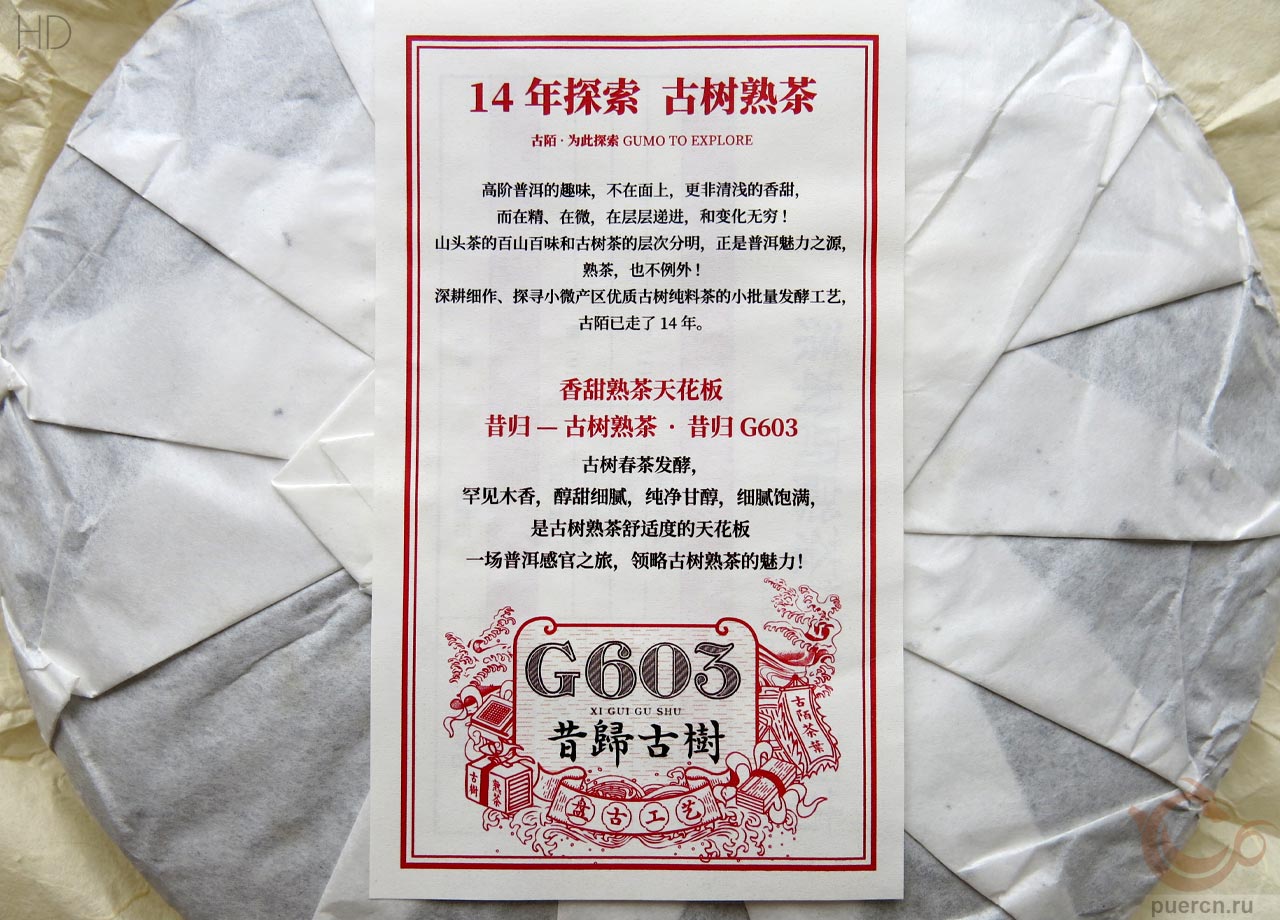 HD
14 年探索 古树熟茶
古陌 · 为此探索 GUMO TO EXPLORE
高阶普洱的趣味，不在面上，更非清浅的香甜，
而在精、在微，在层层递进，和变化无穷！
山头茶的百山百味和古树茶的层次分明，正是普洱魅力之源，
熟茶，也不例外！
深耕细作、探寻小微产区优质古树纯料茶的小批量发酵工艺，
古陌已走了 14 年。
香甜熟茶天花板
昔归 — 古树熟茶 · 昔归 G603
古树春茶发酵，
罕见木香，醇甜细腻，纯净甘醇，细腻饱满，
是古树熟茶舒适度的天花板
一场普洱感官之旅，领略古树熟茶的魅力！
G603
XI GUI GU SHU
昔歸古樹
古陌茶葉
古樹
熟茶
盘古工艺
puercn.ru